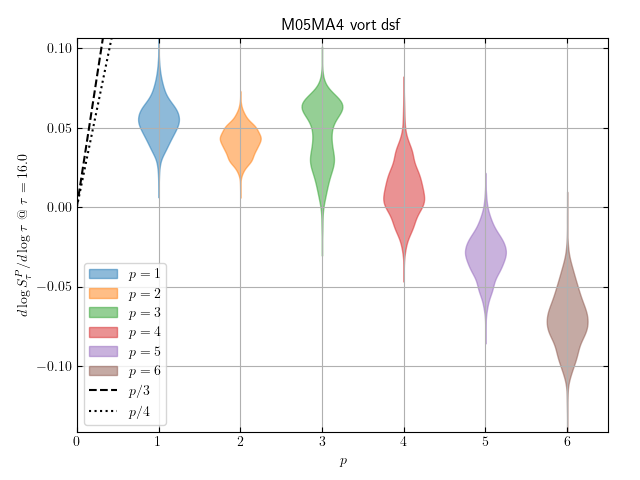 M05MA4 vort dsf
d log S_τ^P / d log τ @ τ = 16.0
0.10
0.05
0.00
−0.05
−0.10
p = 1
p = 2
p = 3
p = 4
p = 5
p = 6
p/3
p/4
0 1 2 3 4 5 6
p